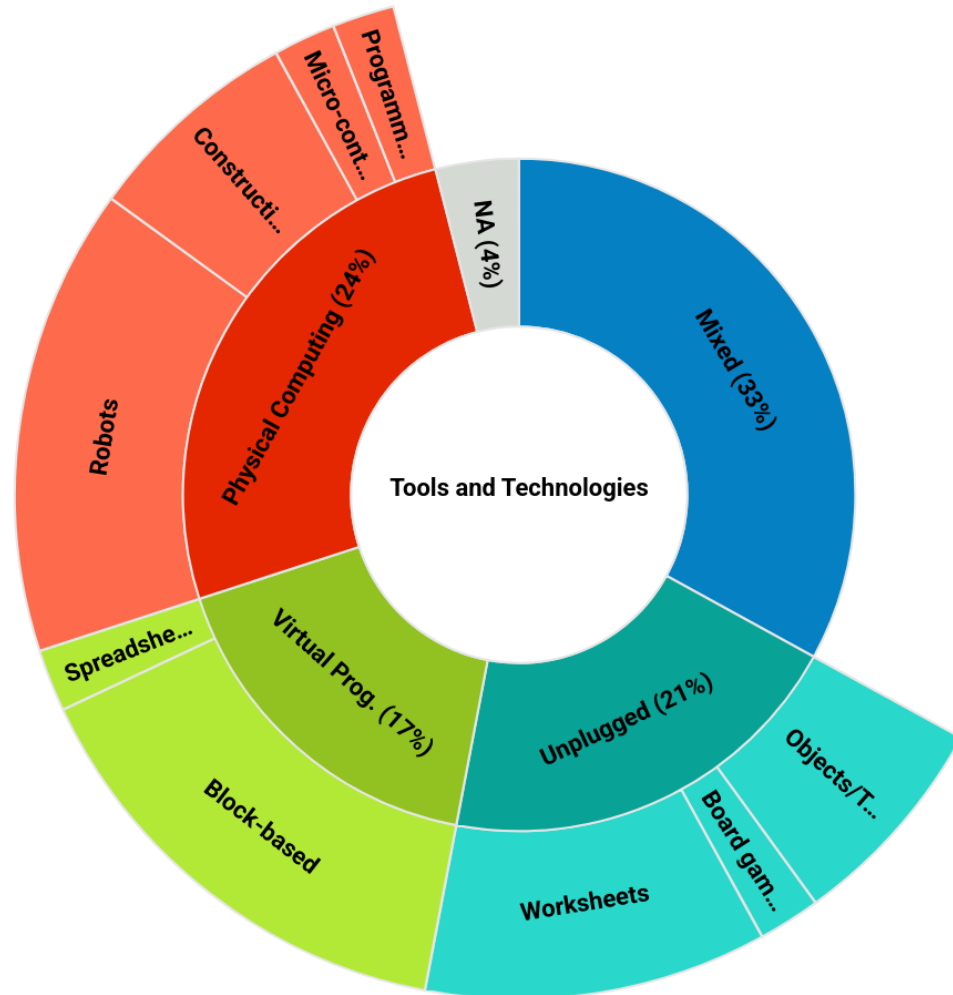 Tools and Technologies
Mixed (33%)
Unplugged (21%)
Objects/T...
Board gam...
Worksheets
Virtual Prog. (17%)
Block-based
Spreadshe...
Physical Computing (24%)
Robots
Constructi...
Micro-cont...
Programm...
NA (4%)